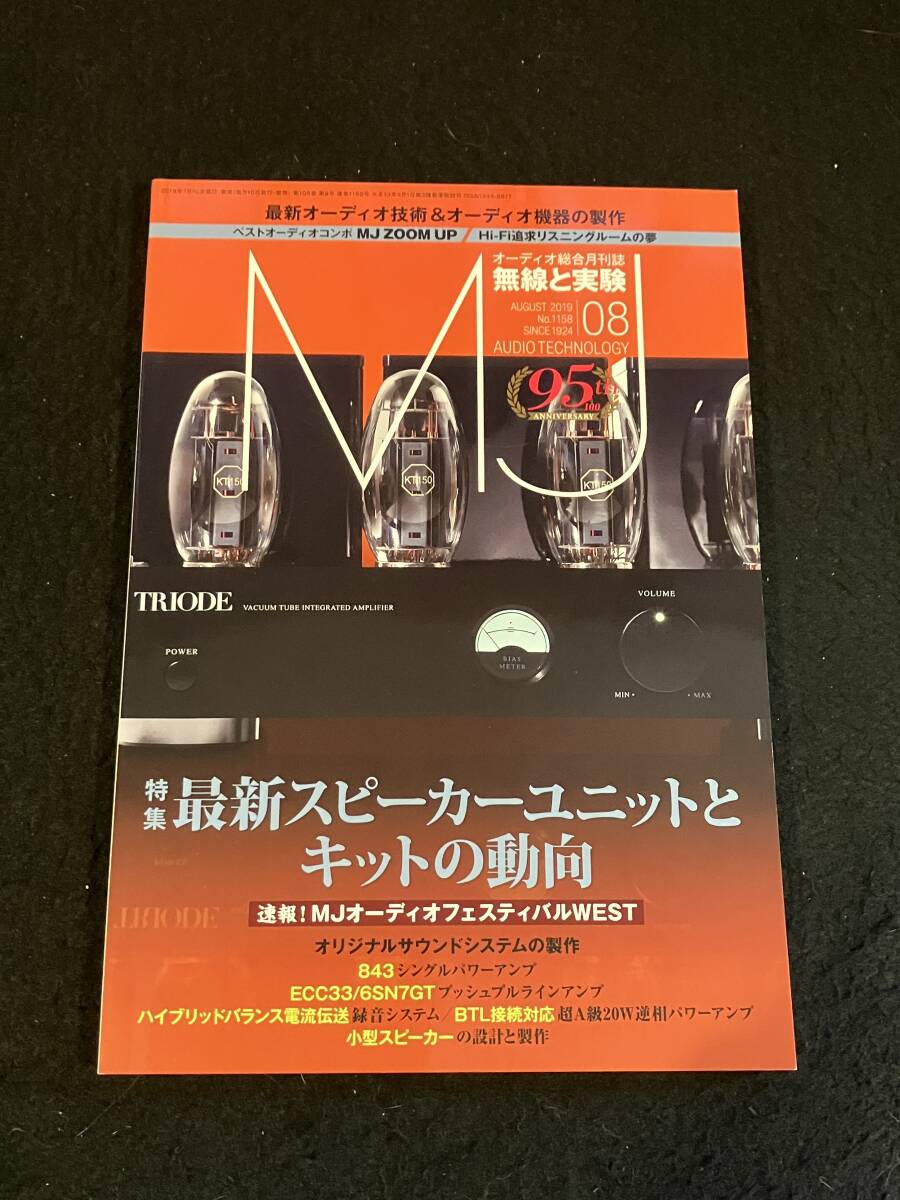 最新オーディオ技術&オーディオ機器の製作
ベストオーディオコンポ MJ ZOOM UP / Hi-Fi追求リスニングルームの夢
MJ
オーディオ総合月刊誌
無線と実験
AUGUST 2019
No.1158
SINCE 1924
08
AUDIO TECHNOLOGY
95th
100
ANNIVERSARY
KT150
KT150
KT150
TRIODE
VACUUM TUBE INTEGRATED AMPLIFIER
VOLUME
POWER
BIAS
METER
MIN
MAX
特集
最新スピーカーユニットと
キットの動向
速報!MJオーディオフェスティバルWEST
オリジナルサウンドシステムの製作
843シングルパワーアンプ
ECC33/6SN7GTプッシュプルラインアンプ
ハイブリッドバランス電流伝送録音システム/BTL接続対応 超A級20W逆相パワーアンプ
小型スピーカーの設計と製作